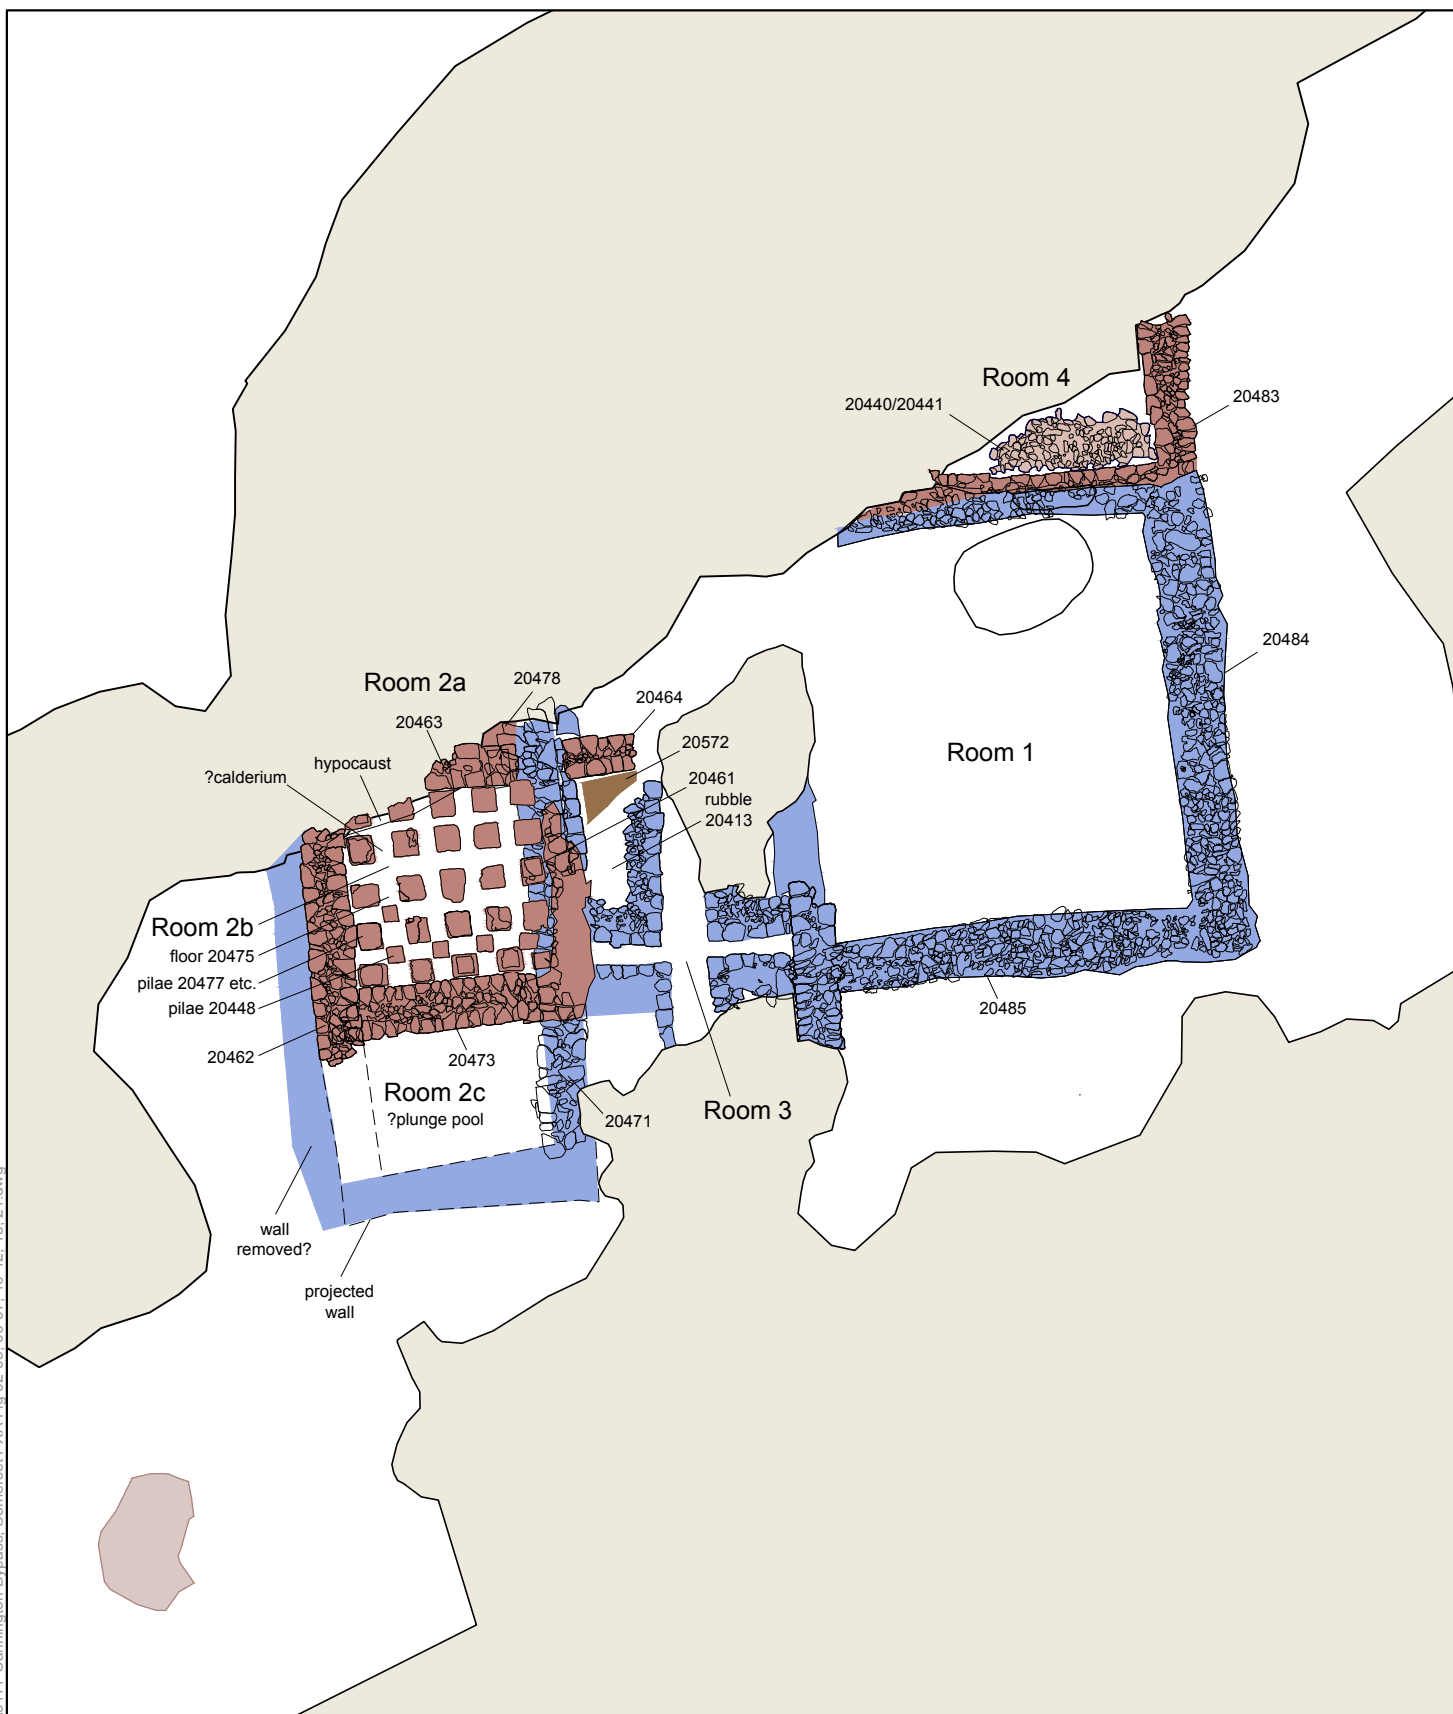 Room 4
20440/20441
20483
20484
Room 2a
20478
20464
20463
20572
hypocaust
20461
?calderium
rubble
20413
Room 1
Room 2b
floor 20475
pilae 20477 etc.
pilae 20448
20485
20462
20473
Room 2c
?plunge pool
Room 3
20471
wall
removed?
projected
wall